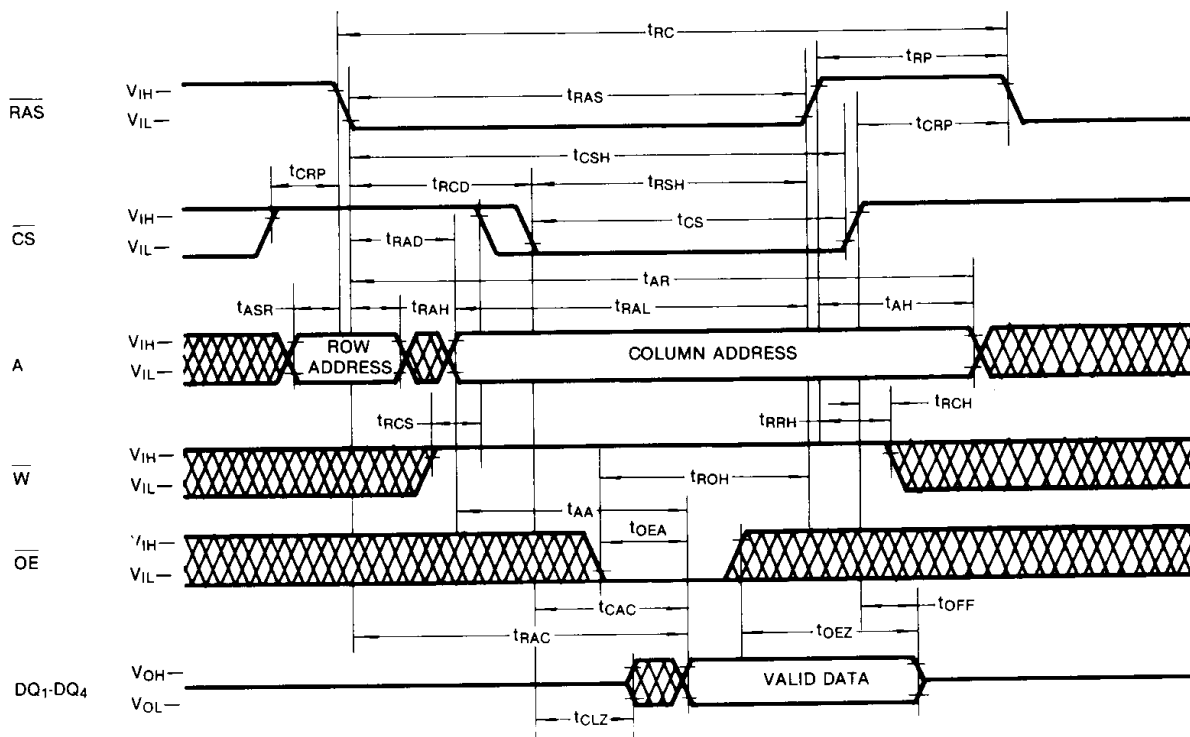 tRC
tRP
VIH
RAS
tRAS
VIL
tCRP
tCSH
tCRP
tRCD
tRSH
VIH
CS
tCS
VIL
tRAD
tAR
tASR
tRAH
tRAL
tAH
VIH
ROW
ADDRESS
COLUMN ADDRESS
A
VIL
tRCS
tRRH
tRCH
VIH
W
VIL
tROH
tAA
tOEA
VIH
OE
VIL
tCAC
tOFF
tRAC
tOEZ
VOH
DQ1-DQ4
VALID DATA
VOL
tCLZ